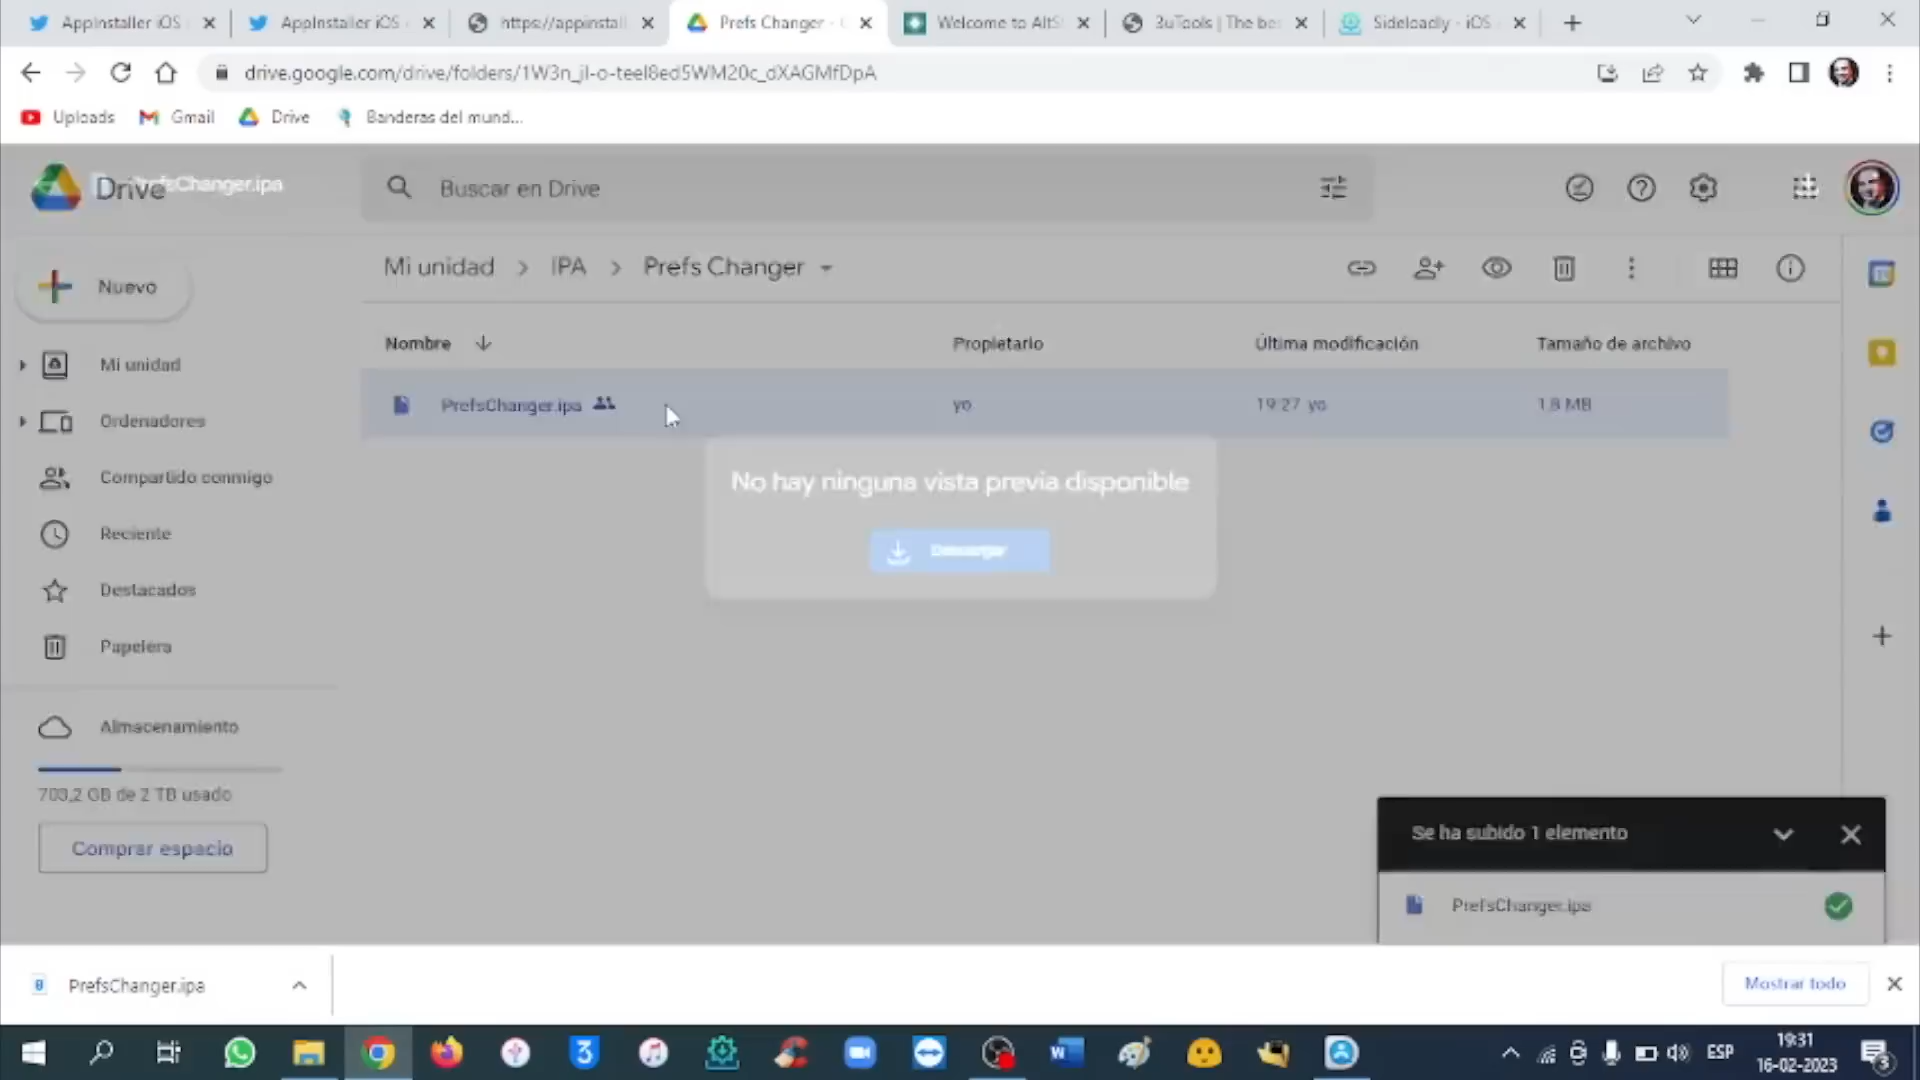 AppInstaller iOS
AppInstaller iOS
https://appinstall
Prefs Changer -
Welcome to AltS
3uTools | The bes
Sideloadly - iOS
drive.google.com/drive/folders/1W3n_jl-o-teel8ed5WM20c_dXAGMfDpA
Uploads
Gmail
Drive
Banderas del mund...
Drive
PrefsChanger.ipa
Buscar en Drive
Mi unidad > IPA > Prefs Changer
Nuevo
Nombre
Propietario
Última modificación
Tamaño de archivo
PrefsChanger.ipa
yo
19:27 yo
1,8 MB
Mi unidad
Ordenadores
Compartido conmigo
Reciente
Destacados
Papelera
Almacenamiento
703,2 GB de 2 TB usado
Comprar espacio
No hay ninguna vista previa disponible
Descargar
Se ha subido 1 elemento
PrefsChanger.ipa
PrefsChanger.ipa
Mostrar todo
ESP
19:31
16-02-2023
3